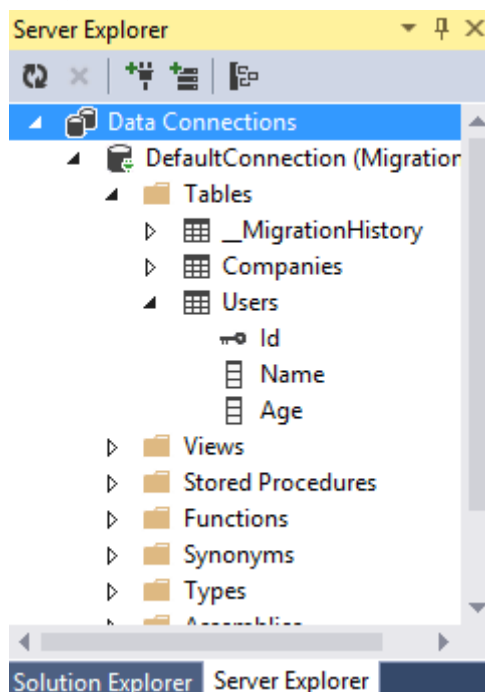 Server Explorer
Data Connections
DefaultConnection (Migration
Tables
__MigrationHistory
Companies
Users
Id
Name
Age
Views
Stored Procedures
Functions
Synonyms
Types
Assemblies
Solution Explorer Server Explorer